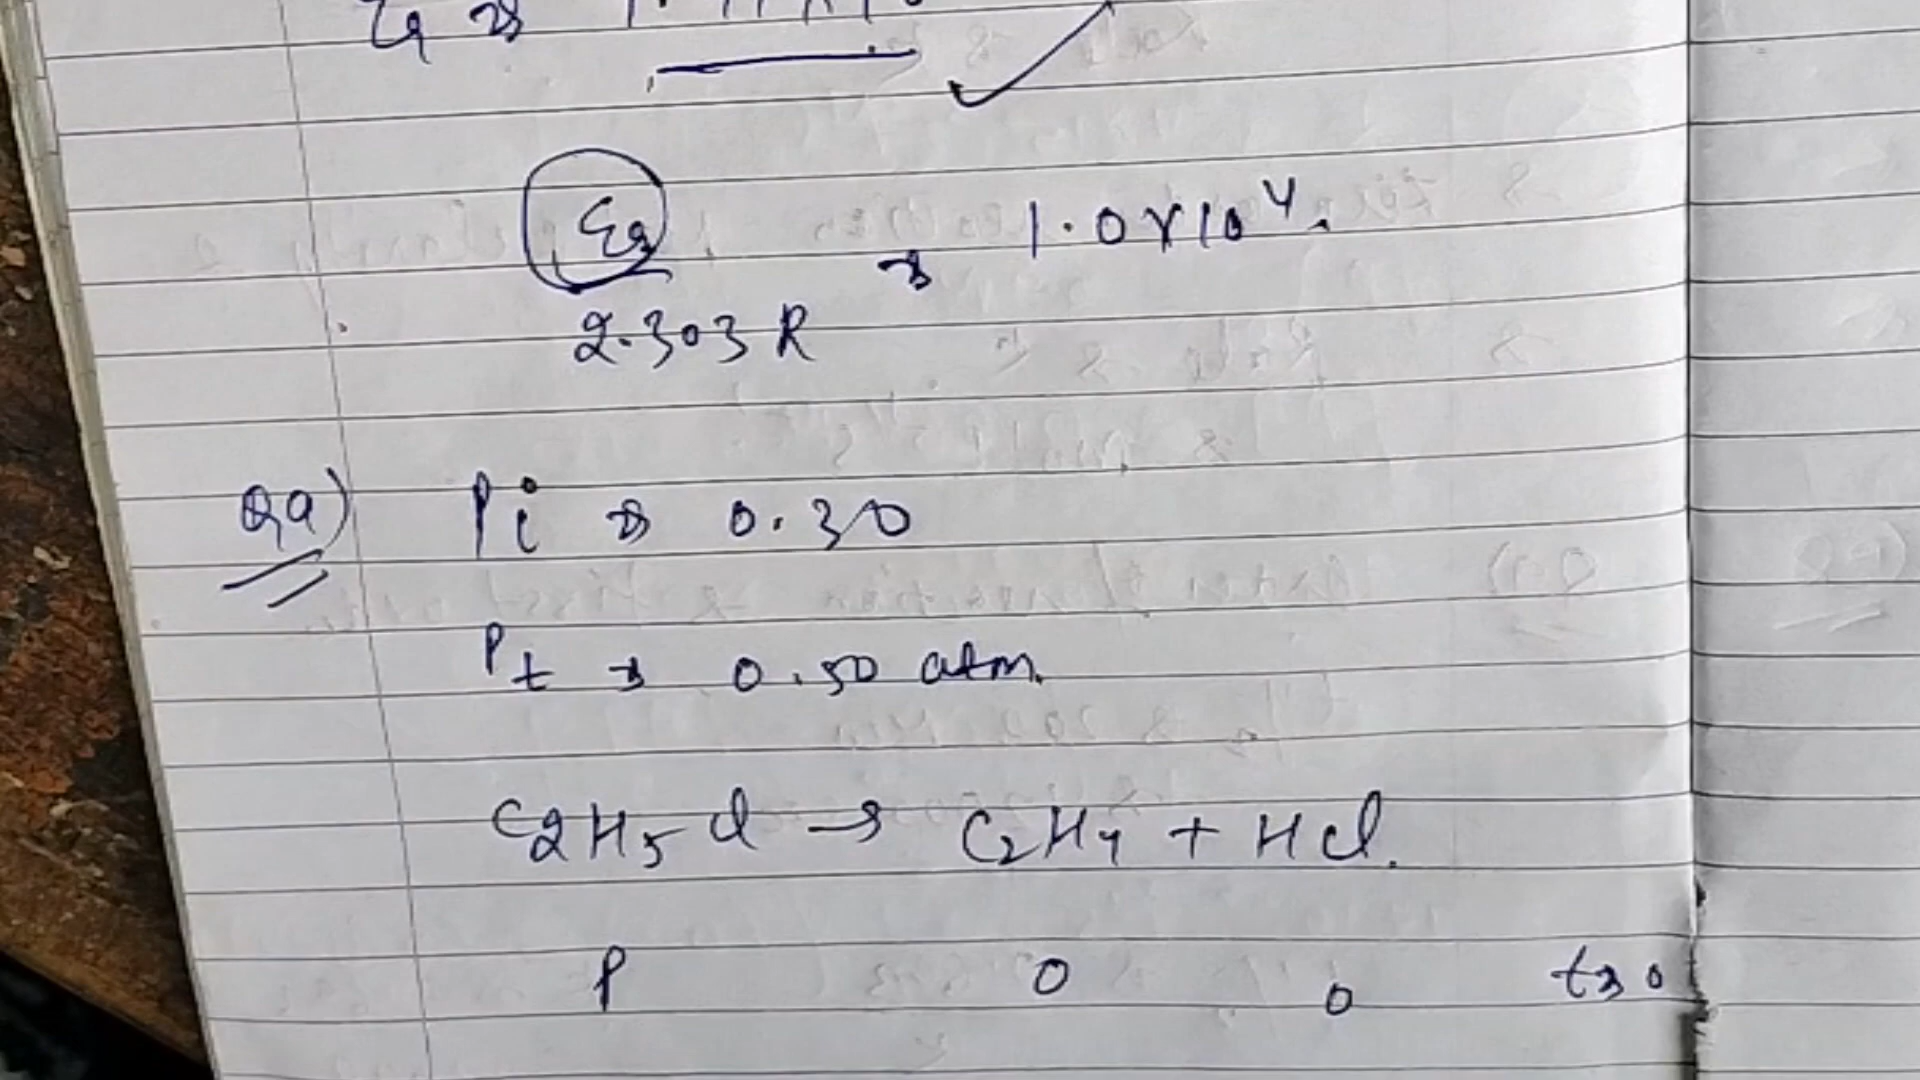 Ea = 1.0×10⁴.
2.303 R
Qa) Pi = 0.30
Pt = 0.50 atm.
C2H5Cl → C2H4 + HCl.
P 0 0 t=0